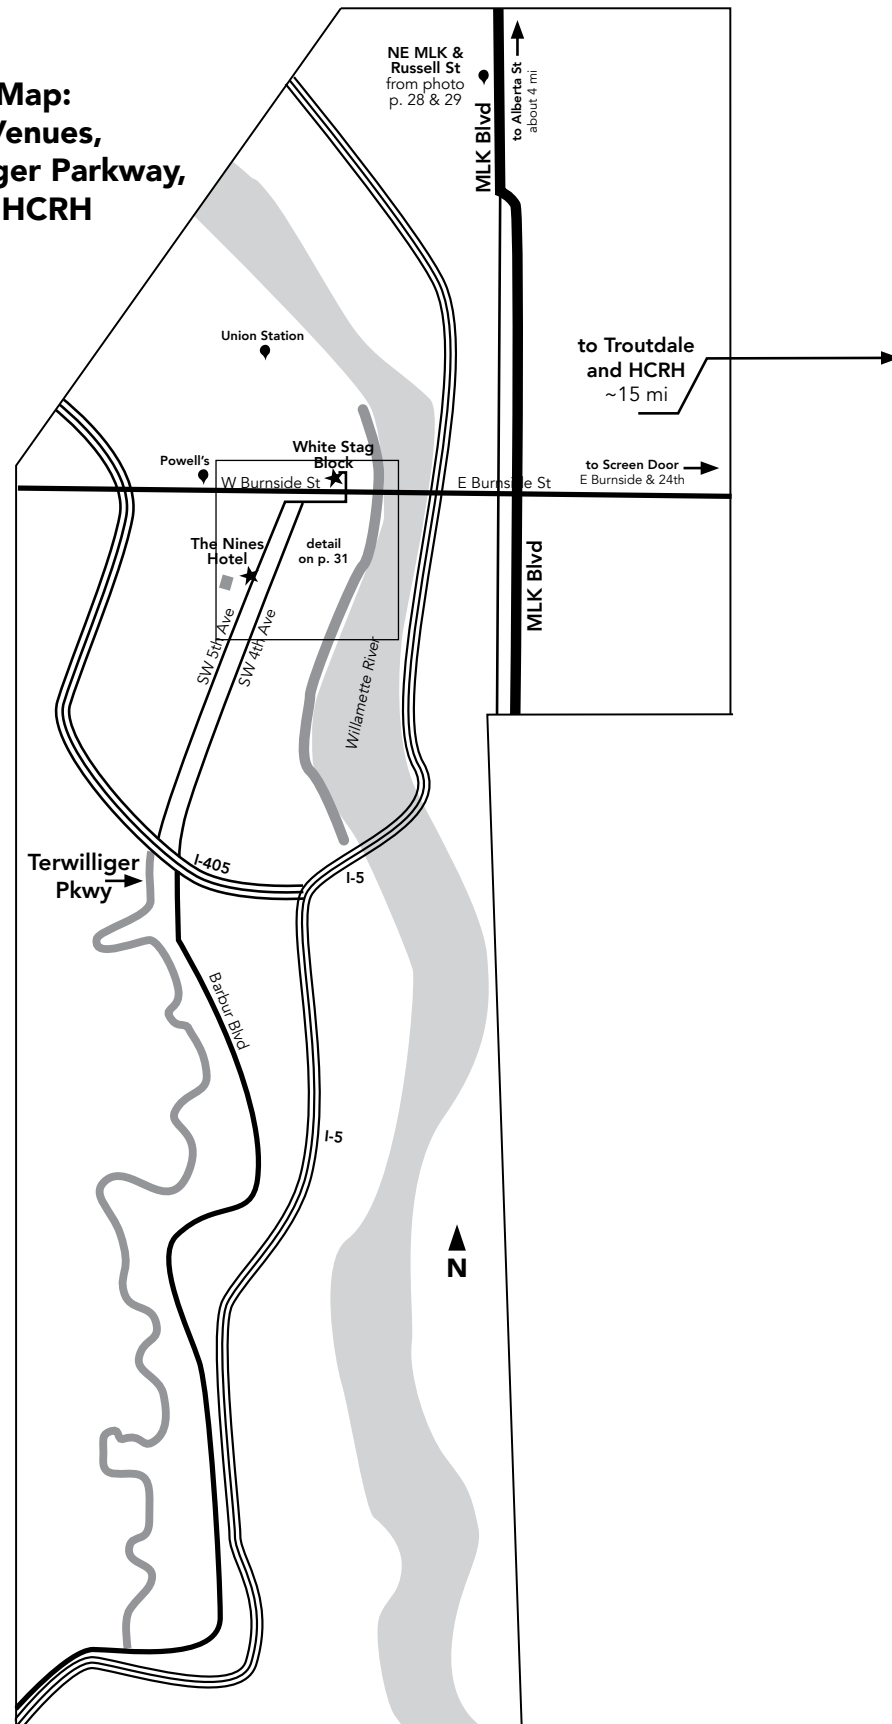 Map:
Venues,
ger Parkway,
HCRH
NE MLK &
Russell St
from photo
p. 28 & 29
MLK Blvd
to Alberta St
about 4 mi
Union Station
to Troutdale
and HCRH
~15 mi
White Stag
Block
Powell's
W Burnside St
E Burnside St
to Screen Door
E Burnside & 24th
The Nines
Hotel
detail
on p. 31
MLK Blvd
SW 5th Ave
SW 4th Ave
Willamette River
Terwilliger
Pkwy
I-405
I-5
Barbur Blvd
I-5
N